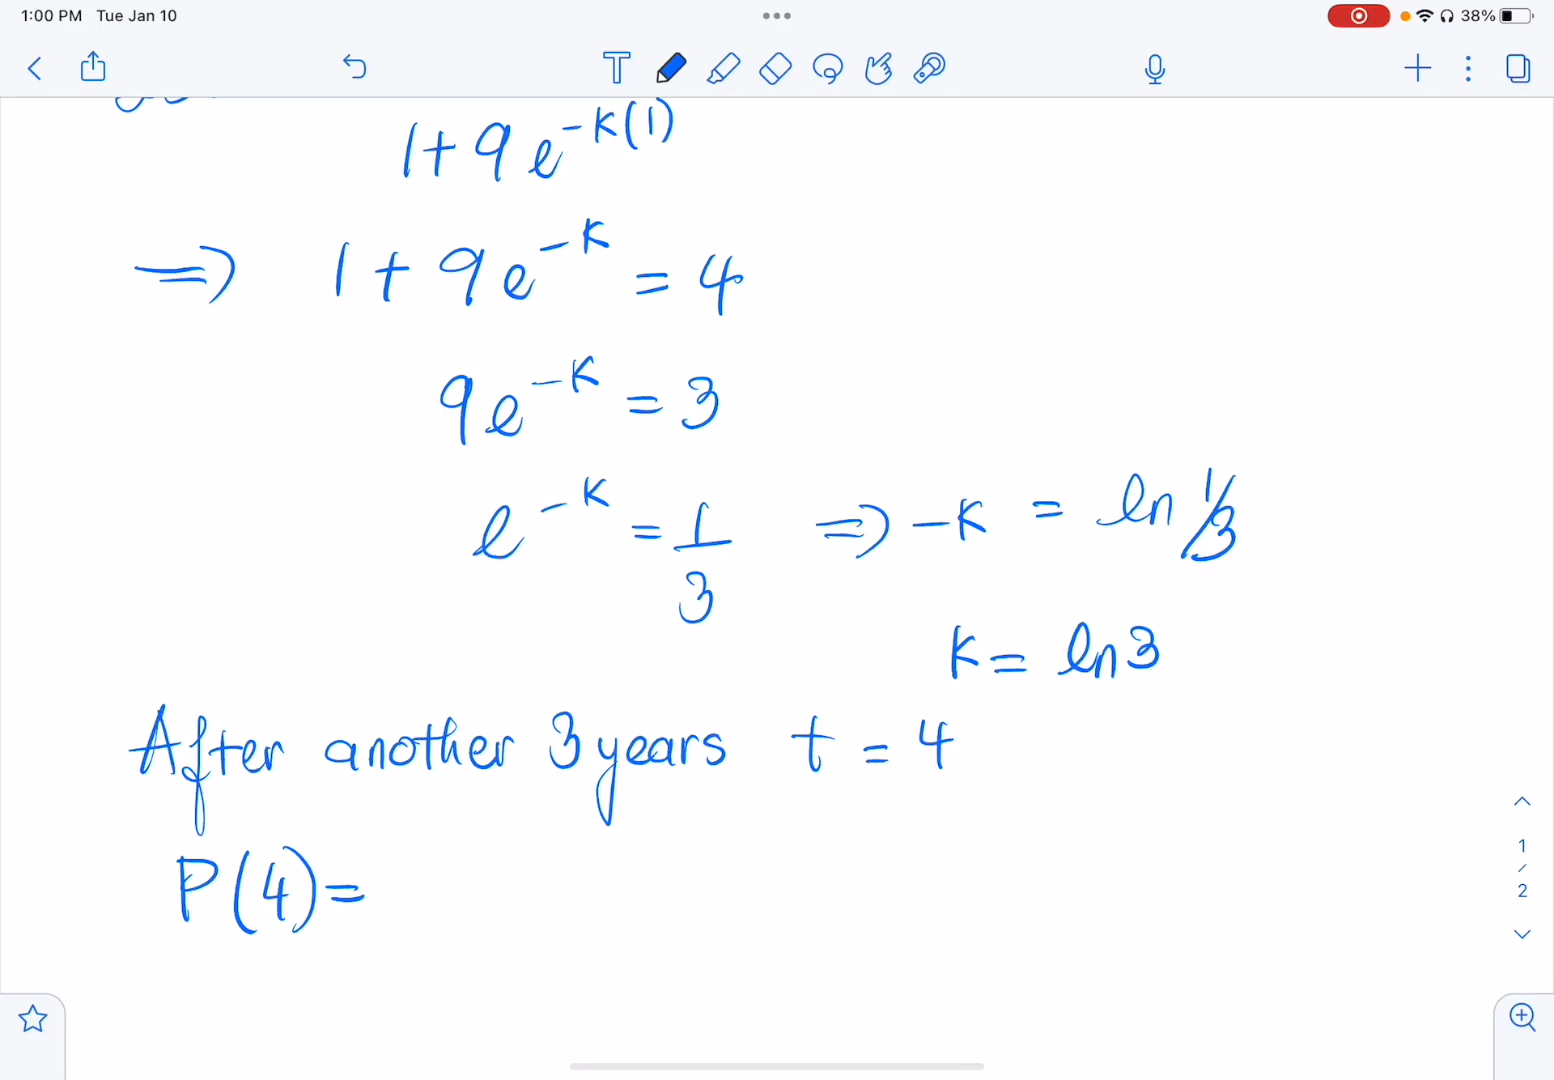 1:00 PM Tue Jan 10
38%
1+9e^{-k(1)}
⇒ 1+9e^{-k} = 4
9e^{-k} = 3
e^{-k} = 1/3 ⇒ -k = ln 1/3
k = ln3
After another 3 years t = 4
P(4)=
1
/
2